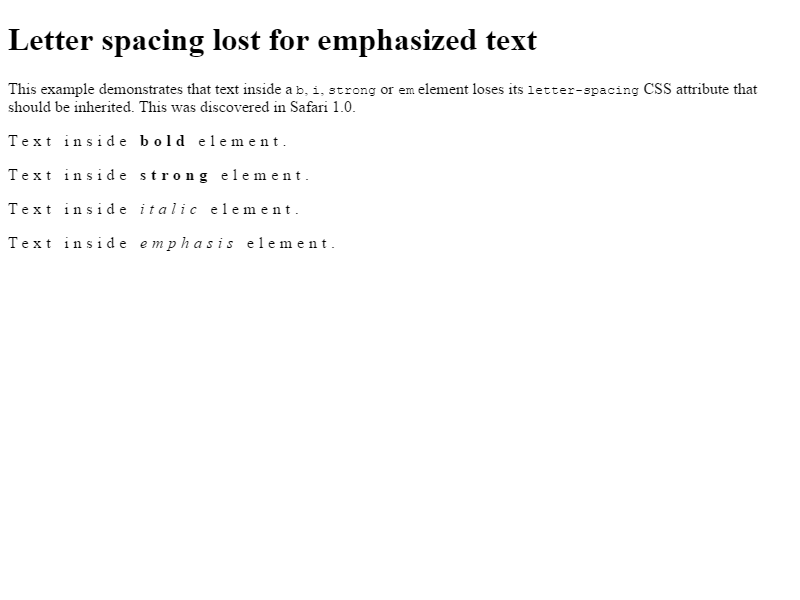 Letter spacing lost for emphasized text
This example demonstrates that text inside a b, i, strong or em element loses its letter-spacing CSS attribute that
should be inherited. This was discovered in Safari 1.0.
Text inside bold element.
Text inside strong element.
Text inside italic element.
Text inside emphasis element.